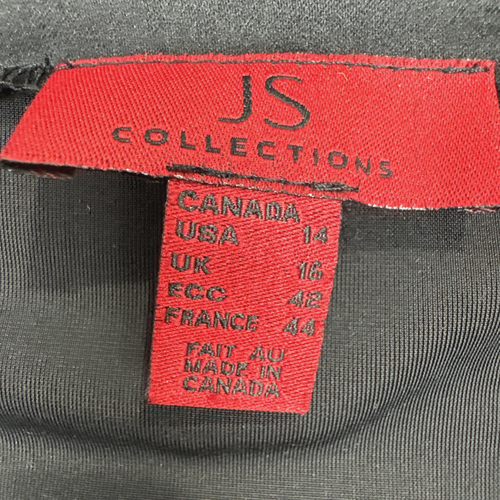 JS
COLLECTIONS
CANADA
USA 14
UK 16
ECC 42
FRANCE 44
FAIT AU
MADE IN
CANADA